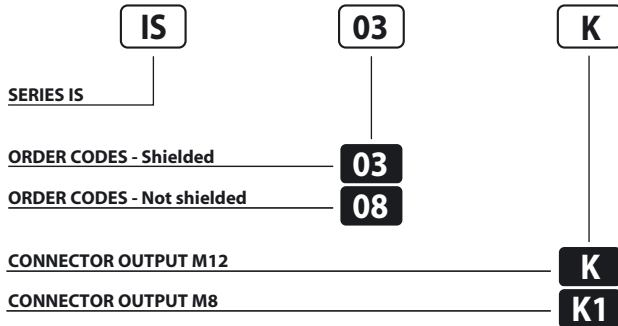 IS 03 K
SERIES IS
ORDER CODES - Shielded 03
ORDER CODES - Not shielded 08
CONNECTOR OUTPUT M12 K
CONNECTOR OUTPUT M8 K1